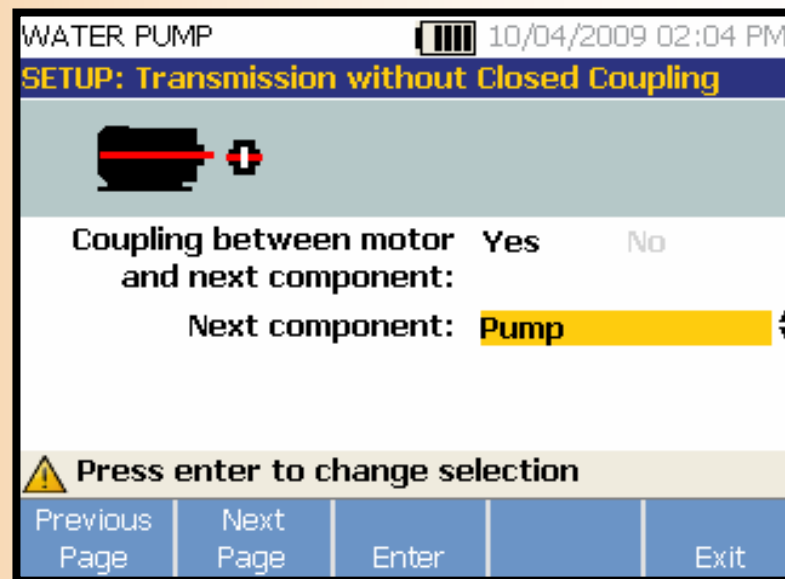 WATER PUMP 10/04/2009 02:04 PM
SETUP: Transmission without Closed Coupling
Coupling between motor Yes No
and next component:
Next component: Pump
Press enter to change selection
Previous Next
Page Page Enter Exit